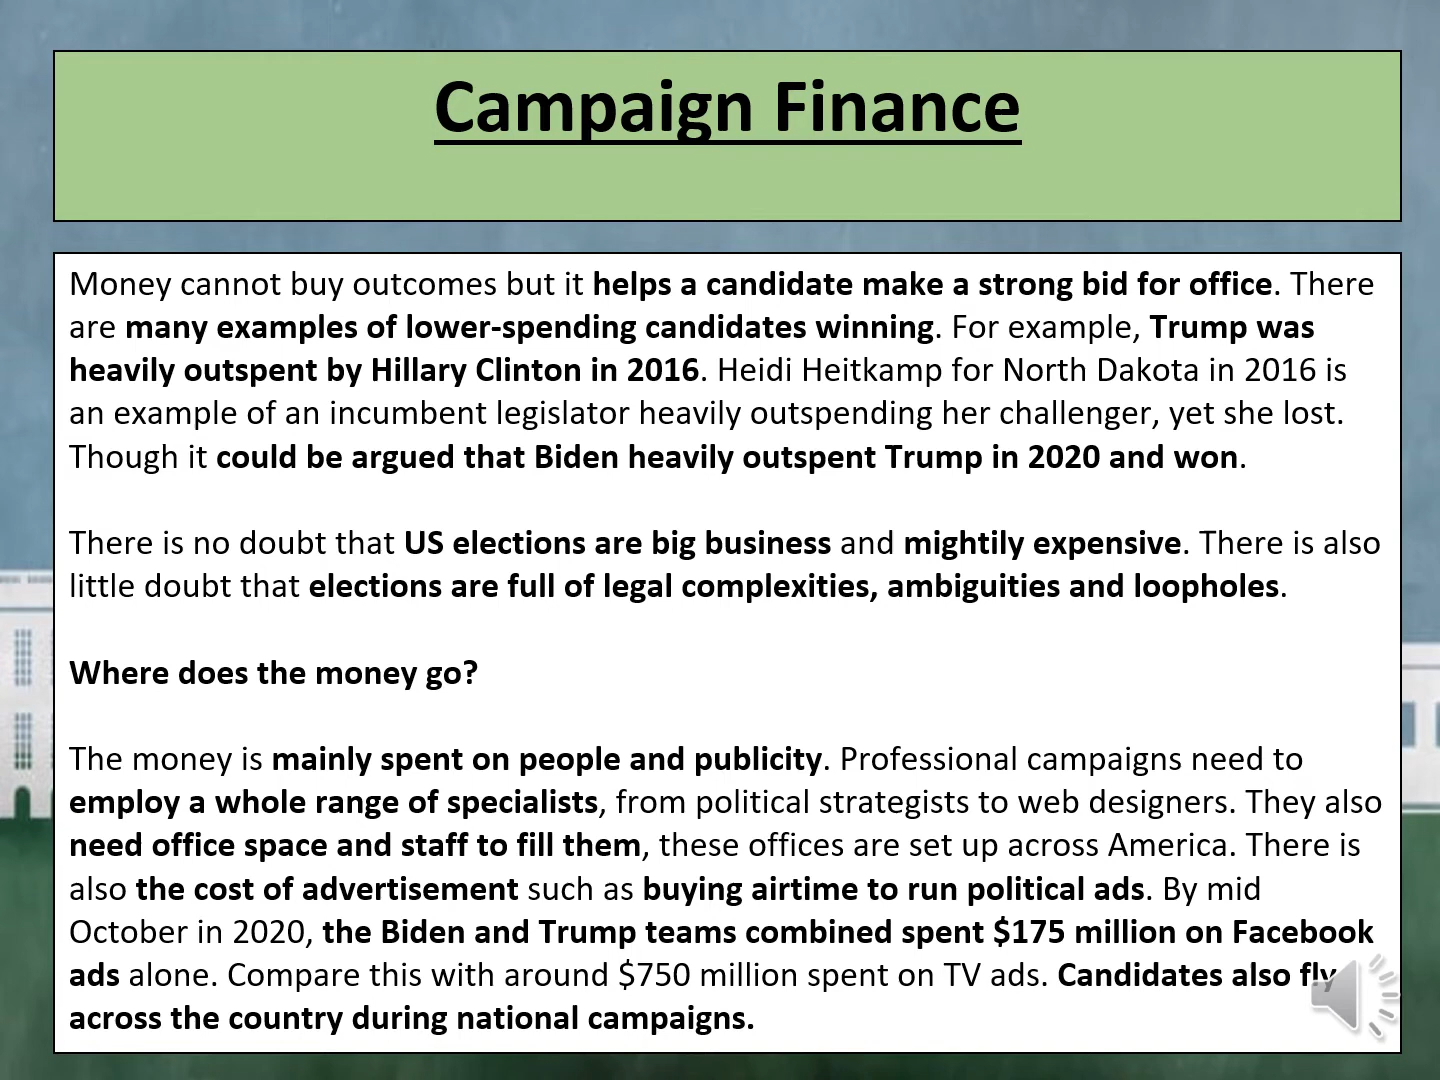 Campaign Finance
Money cannot buy outcomes but it helps a candidate make a strong bid for office. There
are many examples of lower-spending candidates winning. For example, Trump was
heavily outspent by Hillary Clinton in 2016. Heidi Heitkamp for North Dakota in 2016 is
an example of an incumbent legislator heavily outspending her challenger, yet she lost.
Though it could be argued that Biden heavily outspent Trump in 2020 and won.
There is no doubt that US elections are big business and mightily expensive. There is also
little doubt that elections are full of legal complexities, ambiguities and loopholes.
Where does the money go?
The money is mainly spent on people and publicity. Professional campaigns need to
employ a whole range of specialists, from political strategists to web designers. They also
need office space and staff to fill them, these offices are set up across America. There is
also the cost of advertisement such as buying airtime to run political ads. By mid
October in 2020, the Biden and Trump teams combined spent $175 million on Facebook
ads alone. Compare this with around $750 million spent on TV ads. Candidates also fly
across the country during national campaigns.